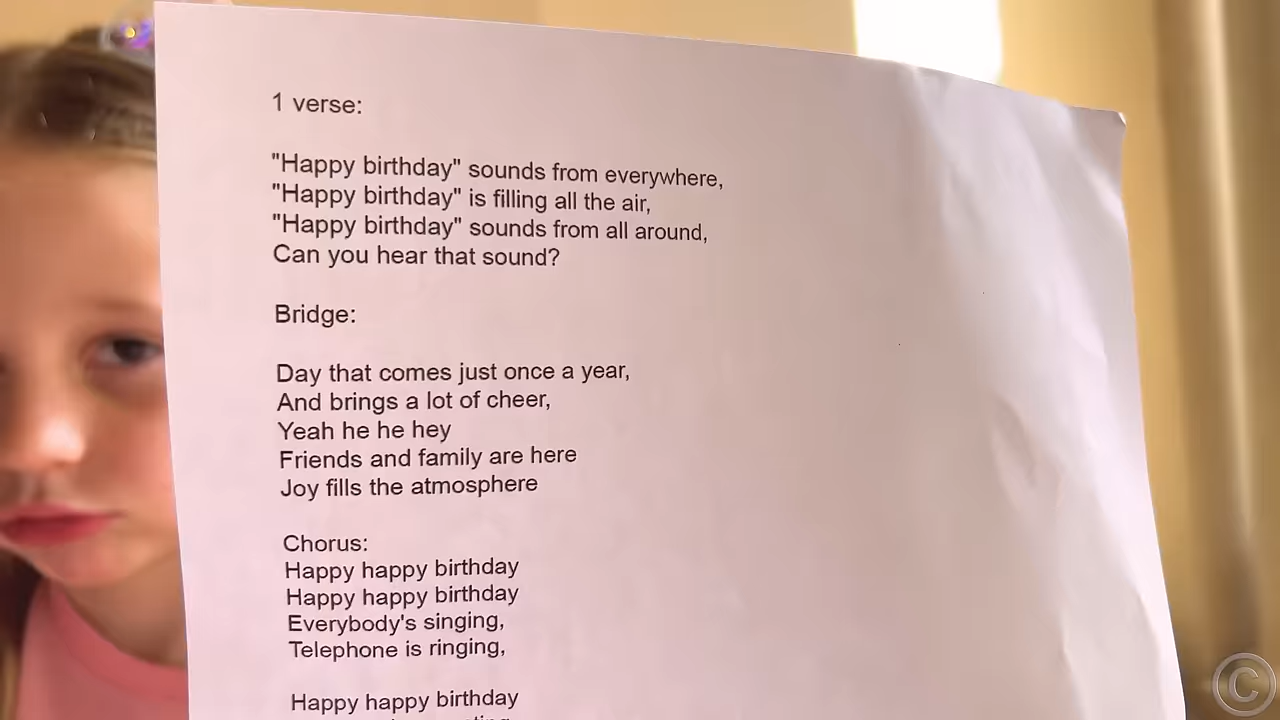 1 verse:
"Happy birthday" sounds from everywhere,
"Happy birthday" is filling all the air,
"Happy birthday" sounds from all around,
Can you hear that sound?
Bridge:
Day that comes just once a year,
And brings a lot of cheer,
Yeah he he hey
Friends and family are here
Joy fills the atmosphere
Chorus:
Happy happy birthday
Happy happy birthday
Everybody's singing,
Telephone is ringing,
Happy happy birthday
©